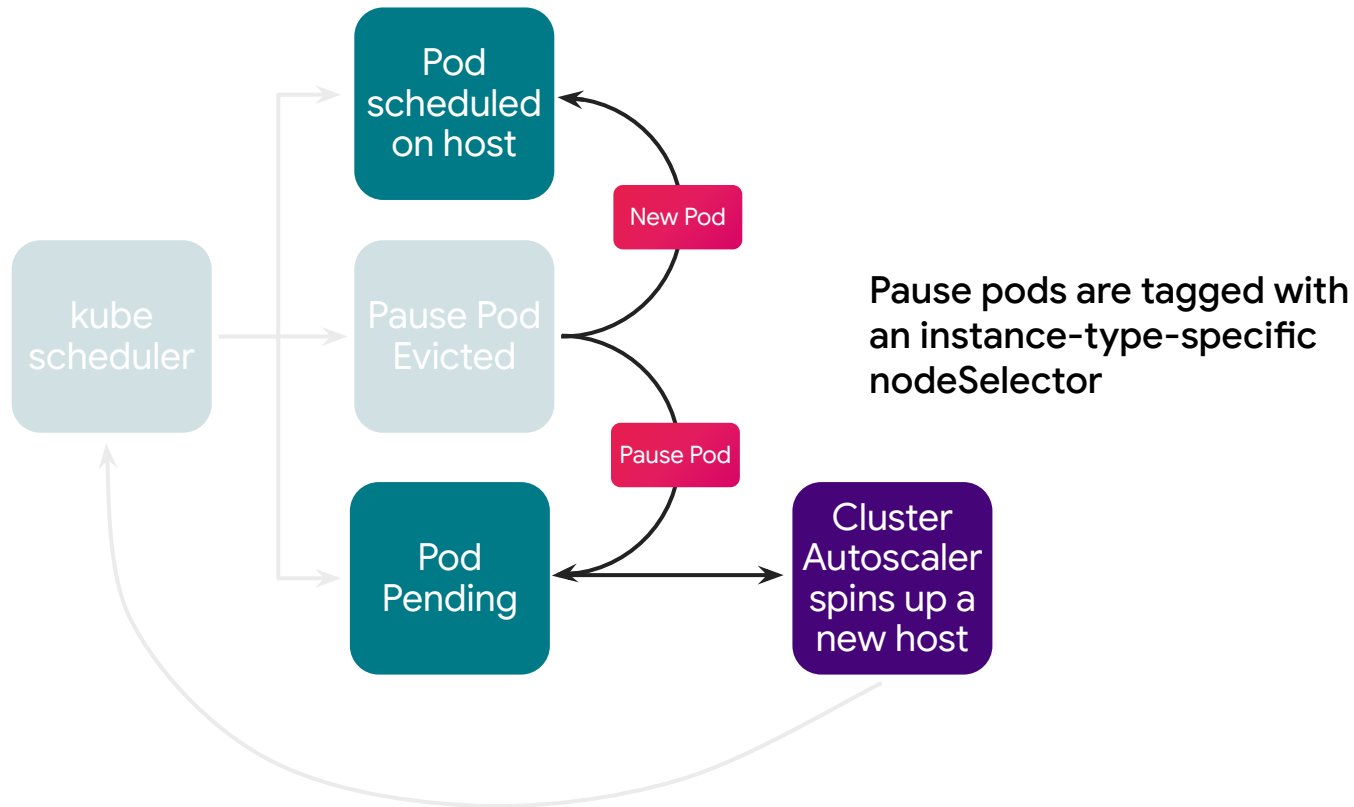 Pod
scheduled
on host
New Pod
kube
scheduler
Pause Pod
Evicted
Pause pods are tagged with
an instance-type-specific
nodeSelector
Pause Pod
Pod
Pending
Cluster
Autoscaler
spins up a
new host